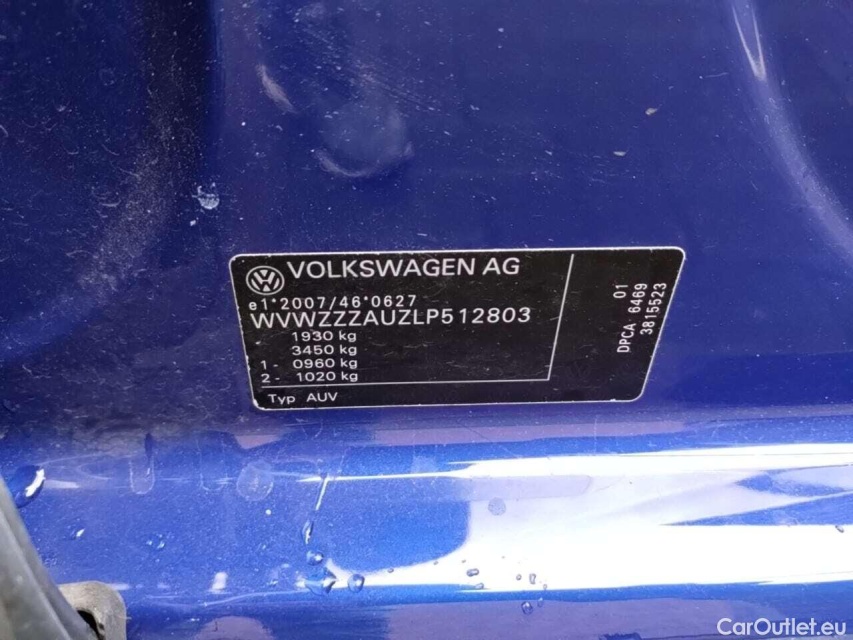 VOLKSWAGEN AG
e1*2007/46*0627
WVWZZZAUZLP512803
- 1930 kg
- 3450 kg
1 - 0960 kg
2 - 1020 kg
Typ AUV
01
DPCA 6469
3815523
CarOutlet.eu